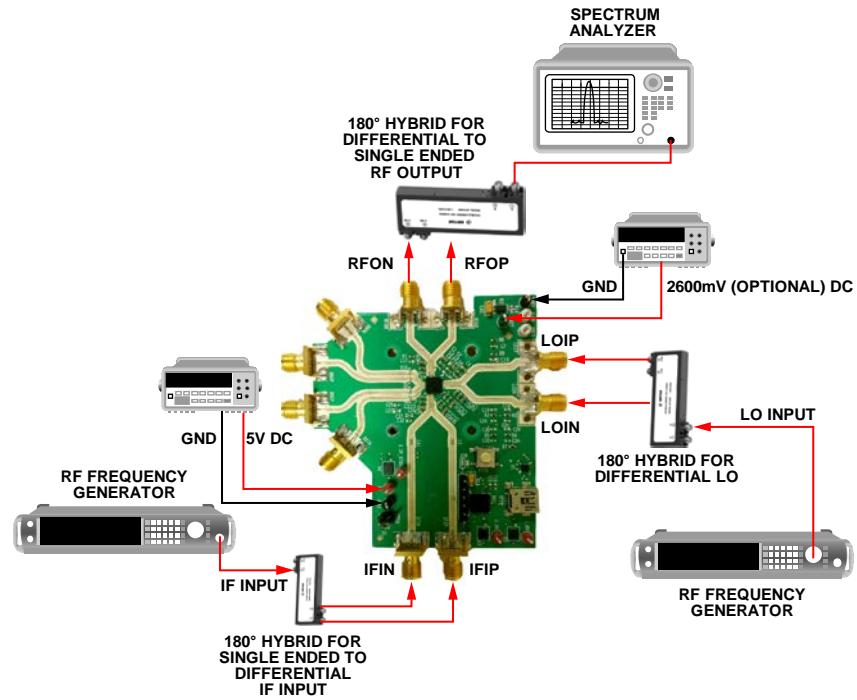 SPECTRUM
ANALYZER
180° HYBRID FOR
DIFFERENTIAL TO
SINGLE ENDED
RF OUTPUT
RFON
RFOP
GND
2600mV (OPTIONAL) DC
LOIP
LOIN
LO INPUT
180° HYBRID FOR
DIFFERENTIAL LO
GND
5V DC
RF FREQUENCY
GENERATOR
IF INPUT
IFIN
IFIP
180° HYBRID FOR
SINGLE ENDED TO
DIFFERENTIAL
IF INPUT
RF FREQUENCY
GENERATOR